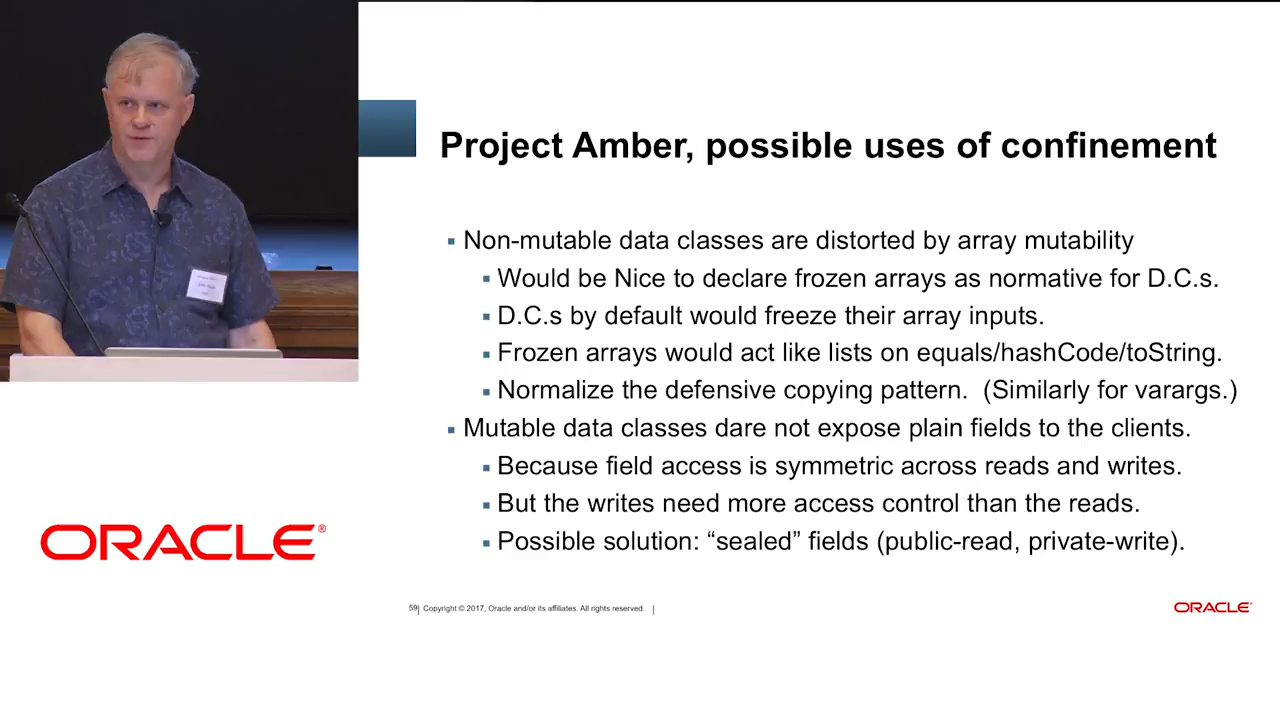 Project Amber, possible uses of confinement
Non-mutable data classes are distorted by array mutability
Would be Nice to declare frozen arrays as normative for D.C.s.
D.C.s by default would freeze their array inputs.
Frozen arrays would act like lists on equals/hashCode/toString.
Normalize the defensive copying pattern. (Similarly for varargs.)
Mutable data classes dare not expose plain fields to the clients.
Because field access is symmetric across reads and writes.
But the writes need more access control than the reads.
Possible solution: “sealed” fields (public-read, private-write).
ORACLE®
59| Copyright © 2017, Oracle and/or its affiliates. All rights reserved. |
ORACLE®